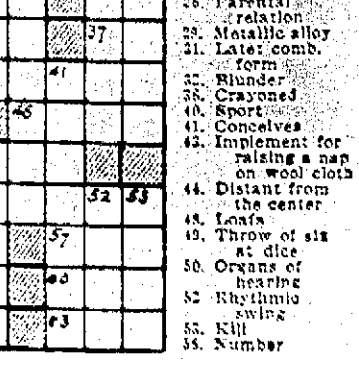 37
41
46
52 53
57
60
63
28. Parental
relation
29. Metallic alloy
31. Later comb.
form
32. Blunder
36. Crayoned
40. Sport
41. Conceives
43. Implement for
raising a nap
on wool cloth
44. Distant from
the center
48. Loafs
49. Throw of six
at dice
50. Organs of
hearing
52 Rhythmic
swing
53. Kill
55. Number